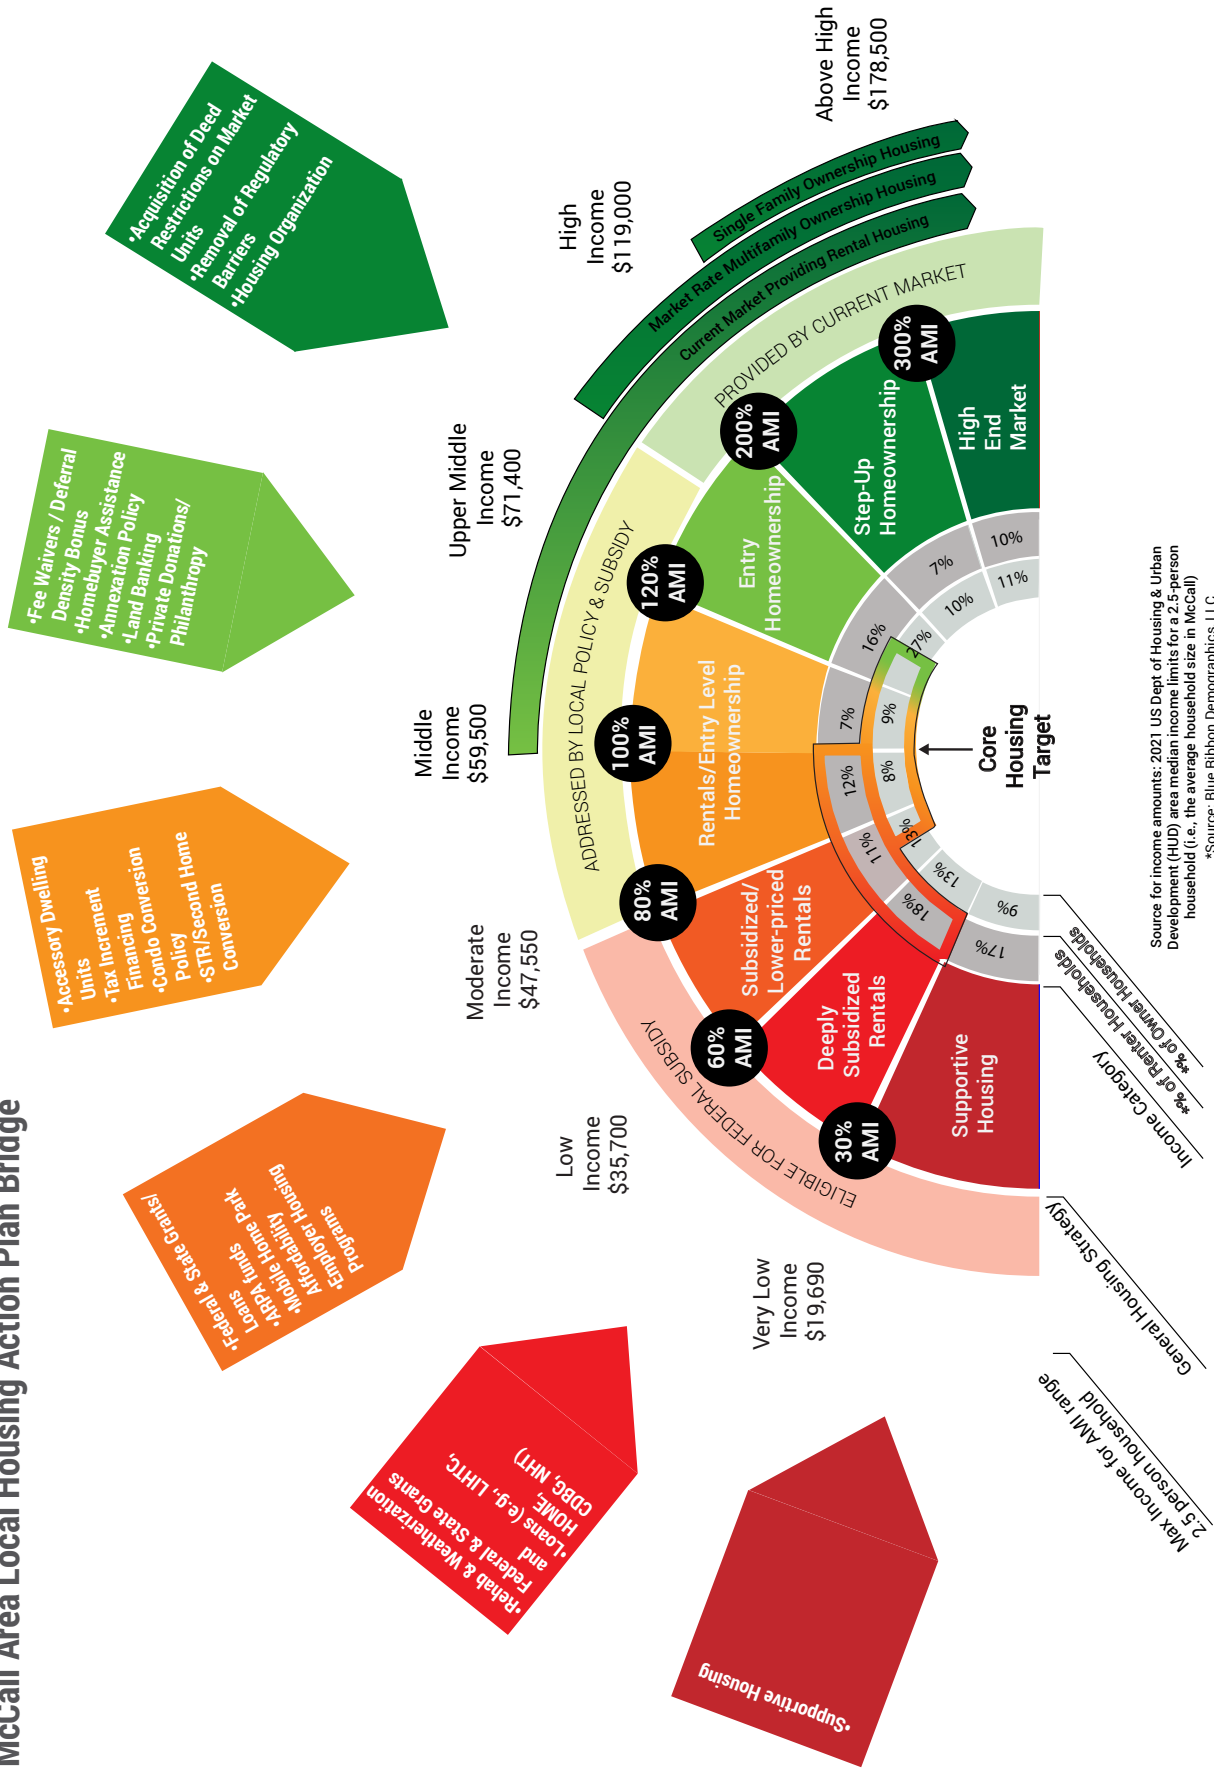 McCall Area Local Housing Action Plan Bridge
•Supportive Housing
•Rehab & Weatherization
Federal & State Grants
and
•Loans (e.g., LIHTC,
HOME, NHT)
CDBG, NHT)
•Federal & State Grants/
Loans
•ARPA funds
•Mobile Home Park
Affordability
•Employer Housing
Programs
•Accessory Dwelling
Units
•Tax Increment
Financing
•Condo Conversion
Policy
•STR/Second Home
Conversion
•Fee Waivers / Deferral
Density Bonus
•Homebuyer Assistance
•Annexation Policy
•Land Banking
•Private Donations/
Philanthropy
•Acquisition of Deed
Restrictions on Market
Units
•Removal of Regulatory
Barriers
•Housing Organization
Very Low
Income
$19,690
Low
Income
$35,700
Moderate
Income
$47,550
Middle
Income
$59,500
Upper Middle
Income
$71,400
High
Income
$119,000
Above High
Income
$178,500
Single Family Ownership Housing
Market Rate Multifamily Ownership Housing
Current Market Providing Rental Housing
ELIGIBLE FOR FEDERAL SUBSIDY
ADDRESSED BY LOCAL POLICY & SUBSIDY
PROVIDED BY CURRENT MARKET
30%
AMI
60%
AMI
80%
AMI
100%
AMI
120%
AMI
200%
AMI
300%
AMI
Supportive
Housing
Deeply
Subsidized
Rentals
Subsidized/
Lower-priced
Rentals
Rentals/Entry Level
Homeownership
Entry
Homeownership
Step-Up
Homeownership
High
End
Market
17%
18%
11%
12%
7%
16%
7%
10%
9%
13%
13%
8%
9%
27%
10%
11%
Core
Housing
Target
*% of Owner Households
*% of Renter Households
Income Category
General Housing Strategy
Max Income for AMI range
2.5 person household
Source for income amounts: 2021 US Dept of Housing & Urban
Development (HUD) area median income limits for a 2.5-person
household (i.e., the average household size in McCall)
*Source: Blue Ribbon Demographics, LLC